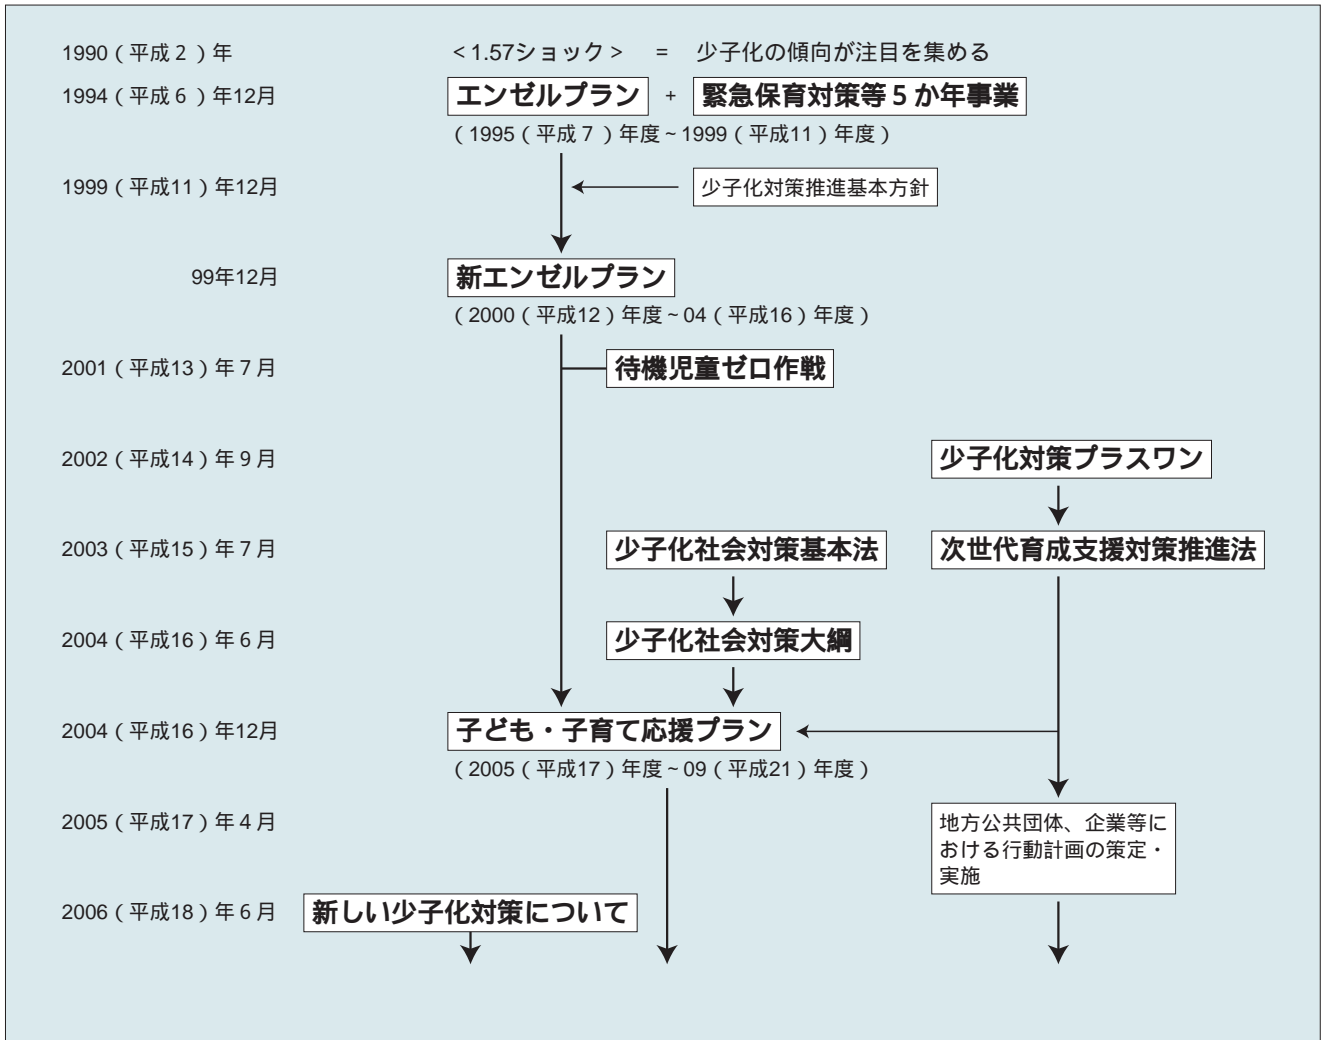 1990（平成２）年 ＜1.57ショック＞ ＝ 少子化の傾向が注目を集める
1994（平成６）年12月 エンゼルプラン + 緊急保育対策等５か年事業
（1995（平成７）年度～1999（平成11）年度）
1999（平成11）年12月 少子化対策推進基本方針
99年12月 新エンゼルプラン
（2000（平成12）年度～04（平成16）年度）
2001（平成13）年７月 待機児童ゼロ作戦
2002（平成14）年９月 少子化対策プラスワン
2003（平成15）年７月 少子化社会対策基本法 次世代育成支援対策推進法
2004（平成16）年６月 少子化社会対策大綱
2004（平成16）年12月 子ども・子育て応援プラン
（2005（平成17）年度～09（平成21）年度）
2005（平成17）年４月 地方公共団体、企業等に
おける行動計画の策定・
実施
2006（平成18）年６月 新しい少子化対策について